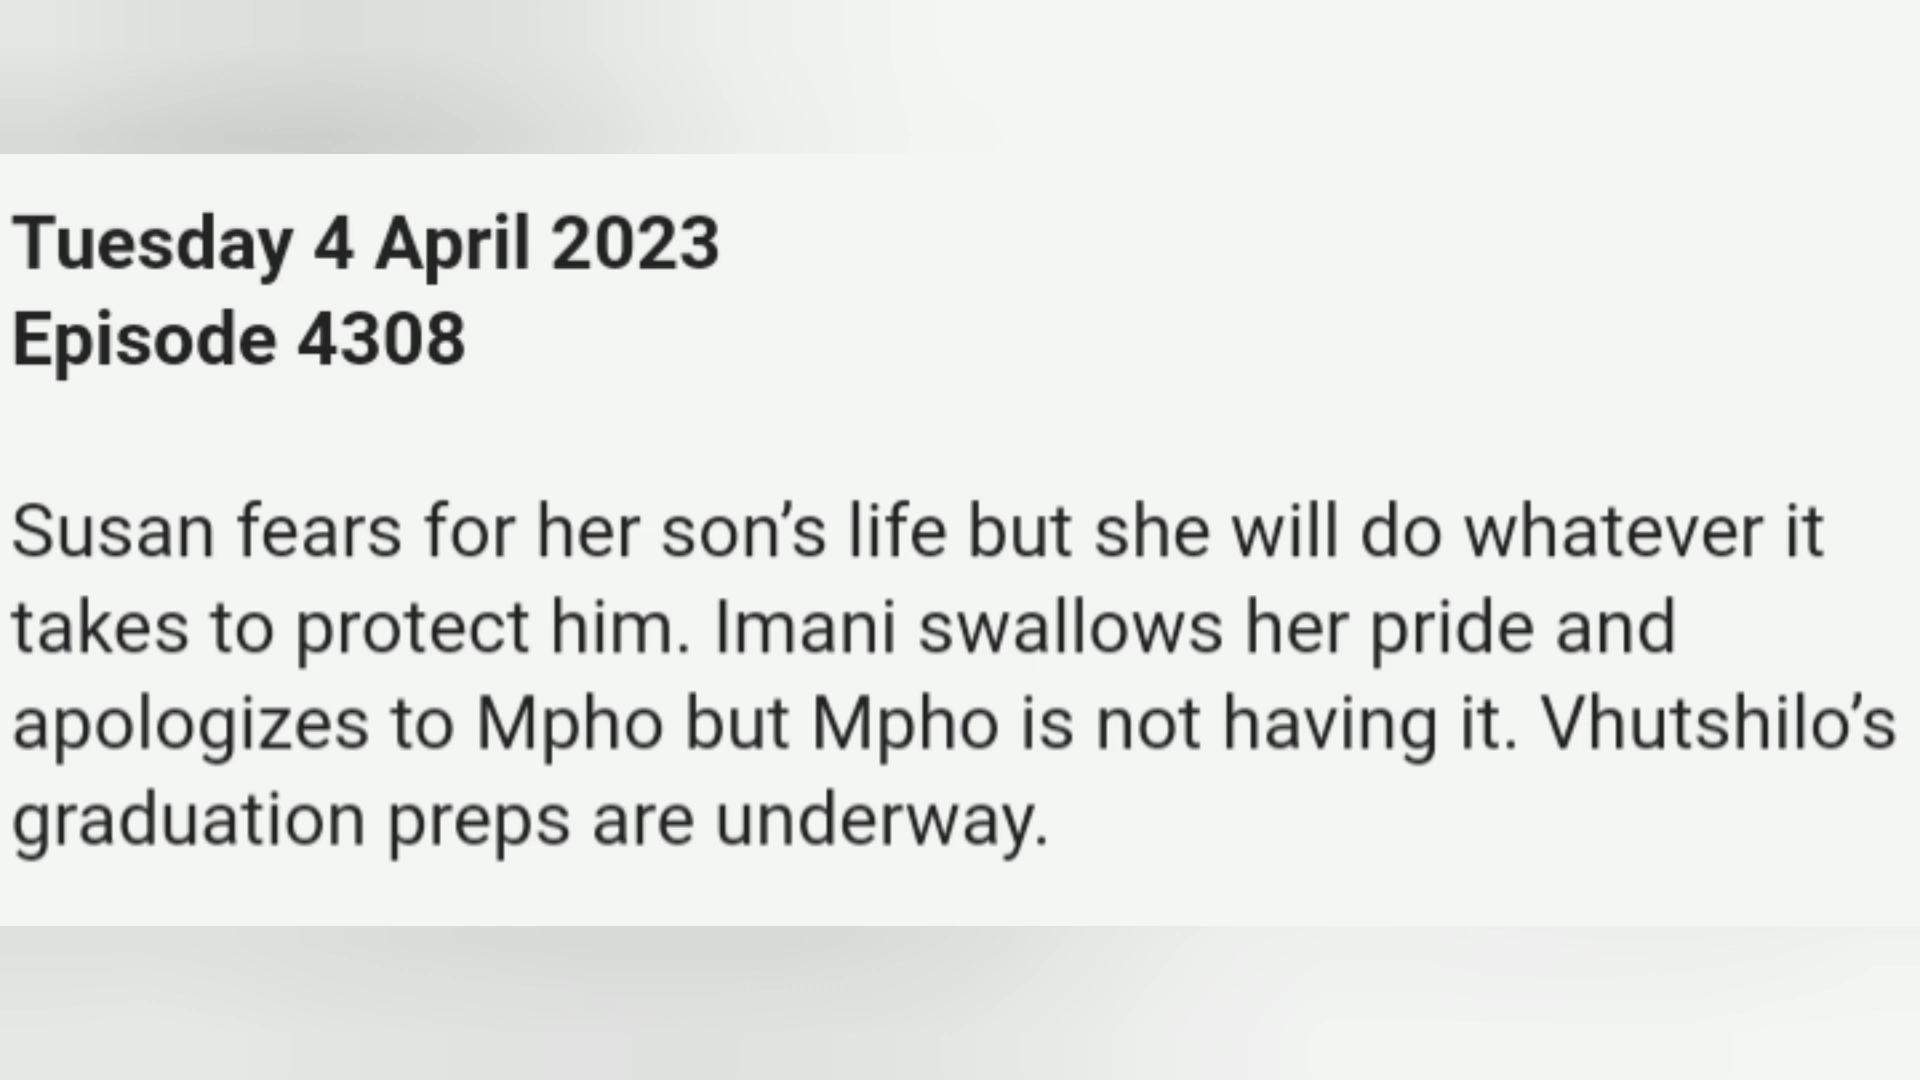 Tuesday 4 April 2023
Episode 4308
Susan fears for her son’s life but she will do whatever it
takes to protect him. Imani swallows her pride and
apologizes to Mpho but Mpho is not having it. Vhutshilo’s
graduation preps are underway.